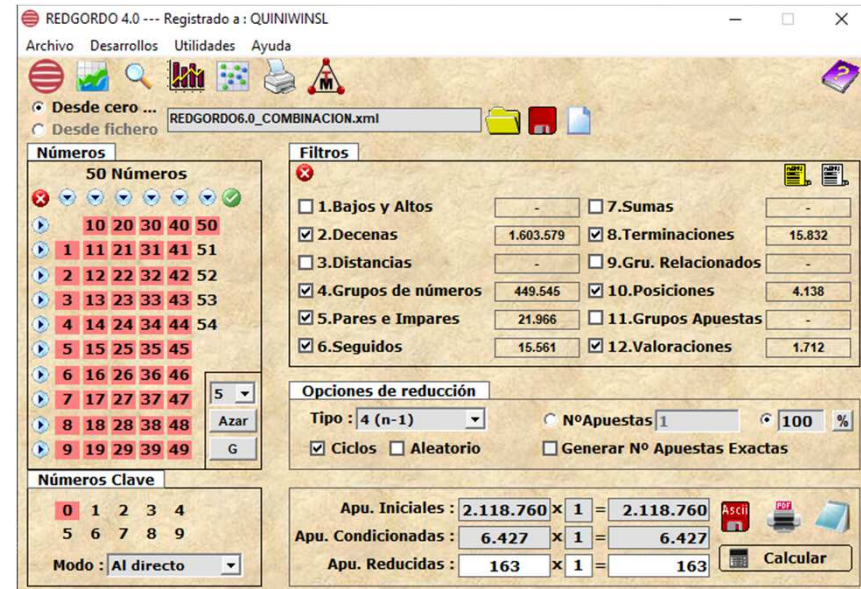 REDGORDO 4.0 --- Registrado a : QUINIWINSL
Archivo Desarrollos Utilidades Ayuda
M
Desde cero ...
Desde fichero
REDGORDO6.0_COMBINACION.xml
Números
50 Números
10 20 30 40 50
1 11 21 31 41 51
2 12 22 32 42 52
3 13 23 33 43 53
4 14 24 34 44 54
5 15 25 35 45
6 16 26 36 46
7 17 27 37 47
8 18 28 38 48
9 19 29 39 49
5
Azar
G
Números Clave
0 1 2 3 4
5 6 7 8 9
Modo : Al directo
Filtros
1.Bajos y Altos -
2.Decenas 1.603.579
3.Distancias -
4.Grupos de números 449.545
5.Pares e Impares 21.966
6.Seguidos 15.561
7.Sumas -
8.Terminaciones 15.832
9.Gru. Relacionados -
10.Posiciones 4.138
11.Grupos Apuestas -
12.Valoraciones 1.712
Opciones de reducción
Tipo : 4 (n-1) NºApuestas 1 100 %
Ciclos Aleatorio Generar Nº Apuestas Exactas
Apu. Iniciales : 2.118.760 x 1 = 2.118.760
Apu. Condicionadas : 6.427 x 1 = 6.427
Apu. Reducidas : 163 x 1 = 163
Ascii
PDF
Calcular